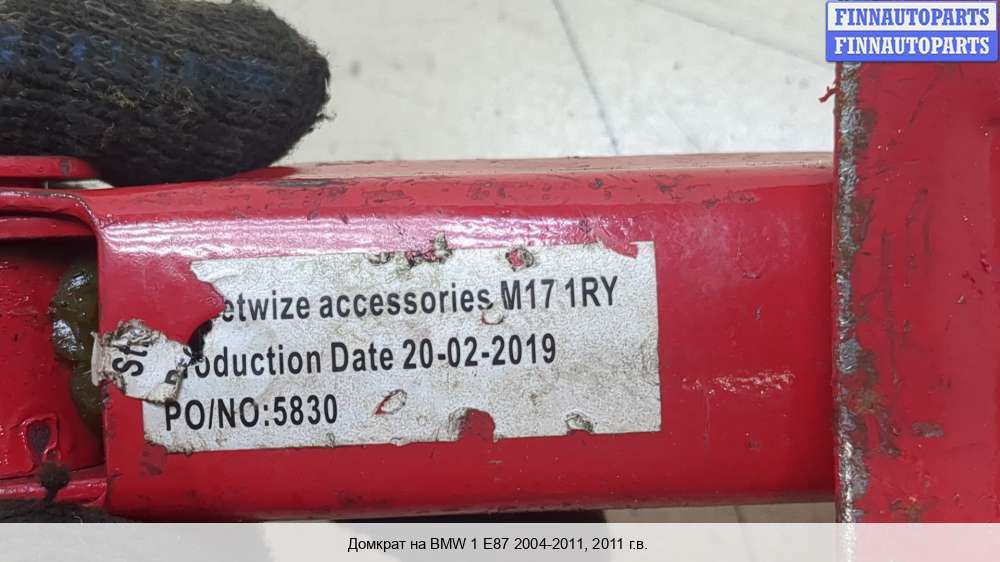 FINNAUTOPARTS
FINNAUTOPARTS
etwize accessories M17 1RY
St
roduction Date 20-02-2019
PO/NO:5830
Домкрат на BMW 1 E87 2004-2011, 2011 г.в.